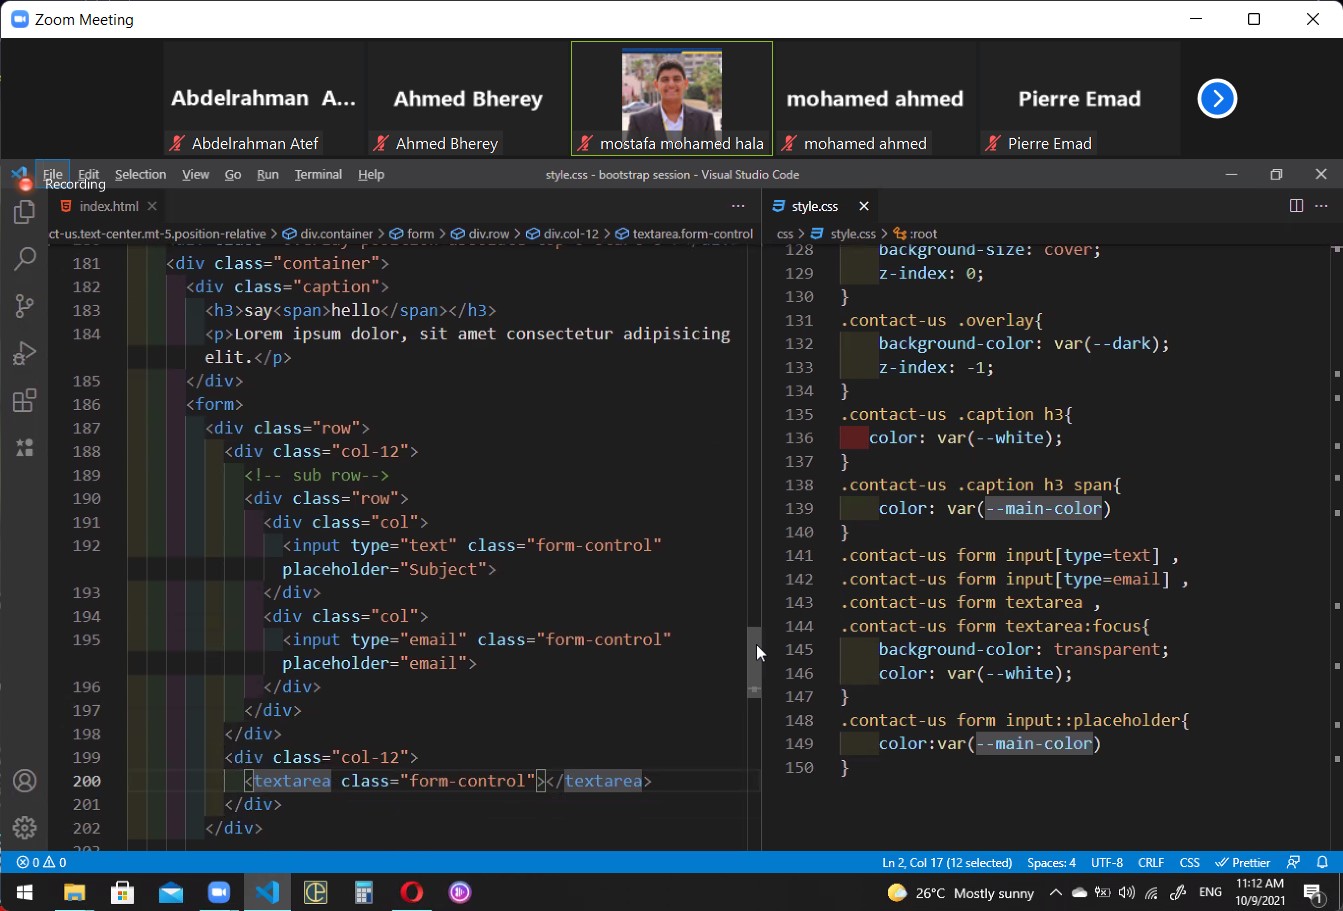 Zoom Meeting
Abdelrahman A...
Ahmed Bherey
mohamed ahmed
Pierre Emad
Abdelrahman Atef
Ahmed Bherey
mostafa mohamed hala
mohamed ahmed
Pierre Emad
File Edit Selection View Go Run Terminal Help
style.css - bootstrap session - Visual Studio Code
Recording
index.html
ct-us.text-center.mt-5.position-relative > div.container > form > div.row > div.col-12 > textarea.form-control
181 <div class="container">
182 <div class="caption">
183 <h3>say<span>hello</span></h3>
184 <p>Lorem ipsum dolor, sit amet consectetur adipisicing
elit.</p>
185 </div>
186 <form>
187 <div class="row">
188 <div class="col-12">
189 <!-- sub row-->
190 <div class="row">
191 <div class="col">
192 <input type="text" class="form-control"
placeholder="Subject">
193 </div>
194 <div class="col">
195 <input type="email" class="form-control"
placeholder="email">
196 </div>
197 </div>
198 </div>
199 <div class="col-12">
200 <textarea class="form-control"></textarea>
201 </div>
202 </div>
style.css
css > style.css > :root
128 background-size: cover;
129 z-index: 0;
130 }
131 .contact-us .overlay{
132 background-color: var(--dark);
133 z-index: -1;
134 }
135 .contact-us .caption h3{
136 color: var(--white);
137 }
138 .contact-us .caption h3 span{
139 color: var(--main-color)
140 }
141 .contact-us form input[type=text] ,
142 .contact-us form input[type=email] ,
143 .contact-us form textarea ,
144 .contact-us form textarea:focus{
145 background-color: transparent;
146 color: var(--white);
147 }
148 .contact-us form input::placeholder{
149 color:var(--main-color)
150 }
0 0
Ln 2, Col 17 (12 selected) Spaces: 4 UTF-8 CRLF CSS Prettier
26°C Mostly sunny
ENG
11:12 AM
10/9/2021
1